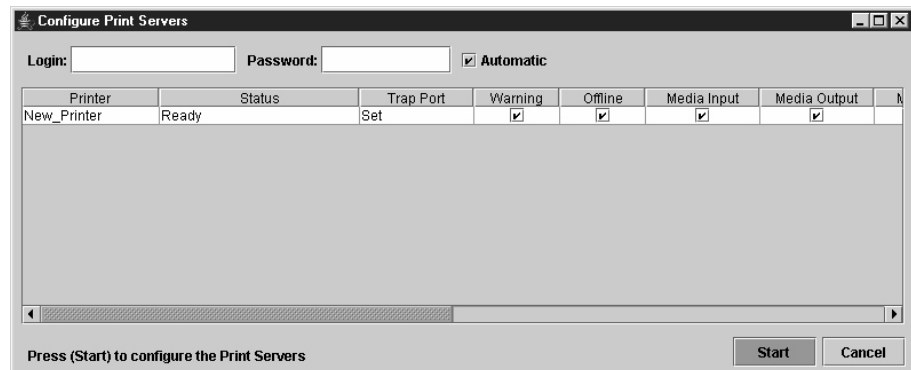 Configure Print Servers
Login: Password: Automatic
Printer Status Trap Port Warning Offline Media Input Media Output
New_Printer Ready Set
Press (Start) to configure the Print Servers Start Cancel